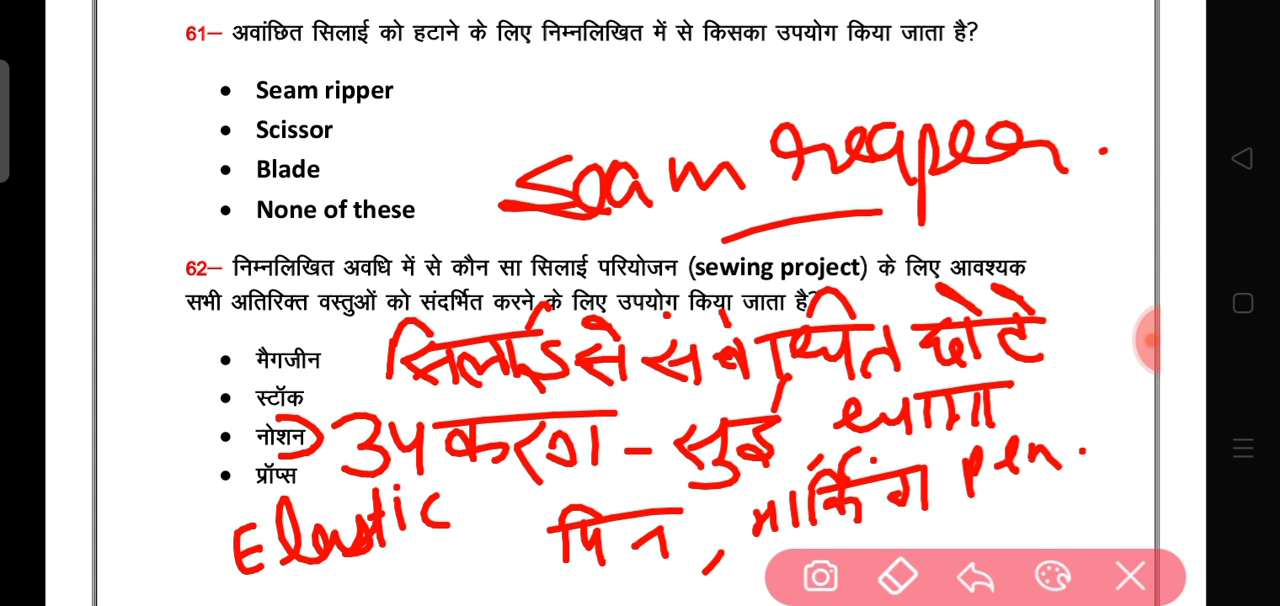 61– अवांछित सिलाई को हटाने के लिए निम्नलिखित में से किसका उपयोग किया जाता है?
• Seam ripper
• Scissor
• Blade
• None of these
Seam reaper.
62– निम्नलिखित अवधि में से कौन सा सिलाई परियोजन (sewing project) के लिए आवश्यक
सभी अतिरिक्त वस्तुओं को संदर्भित करने के लिए उपयोग किया जाता है?
• मैगजीन
सिलाई से संबंधित छोटे
• स्टॉक
• नोशन
उपकरण – सुई, धागा
• प्रॉप्स
Elastic पिन, मार्किंग pen.